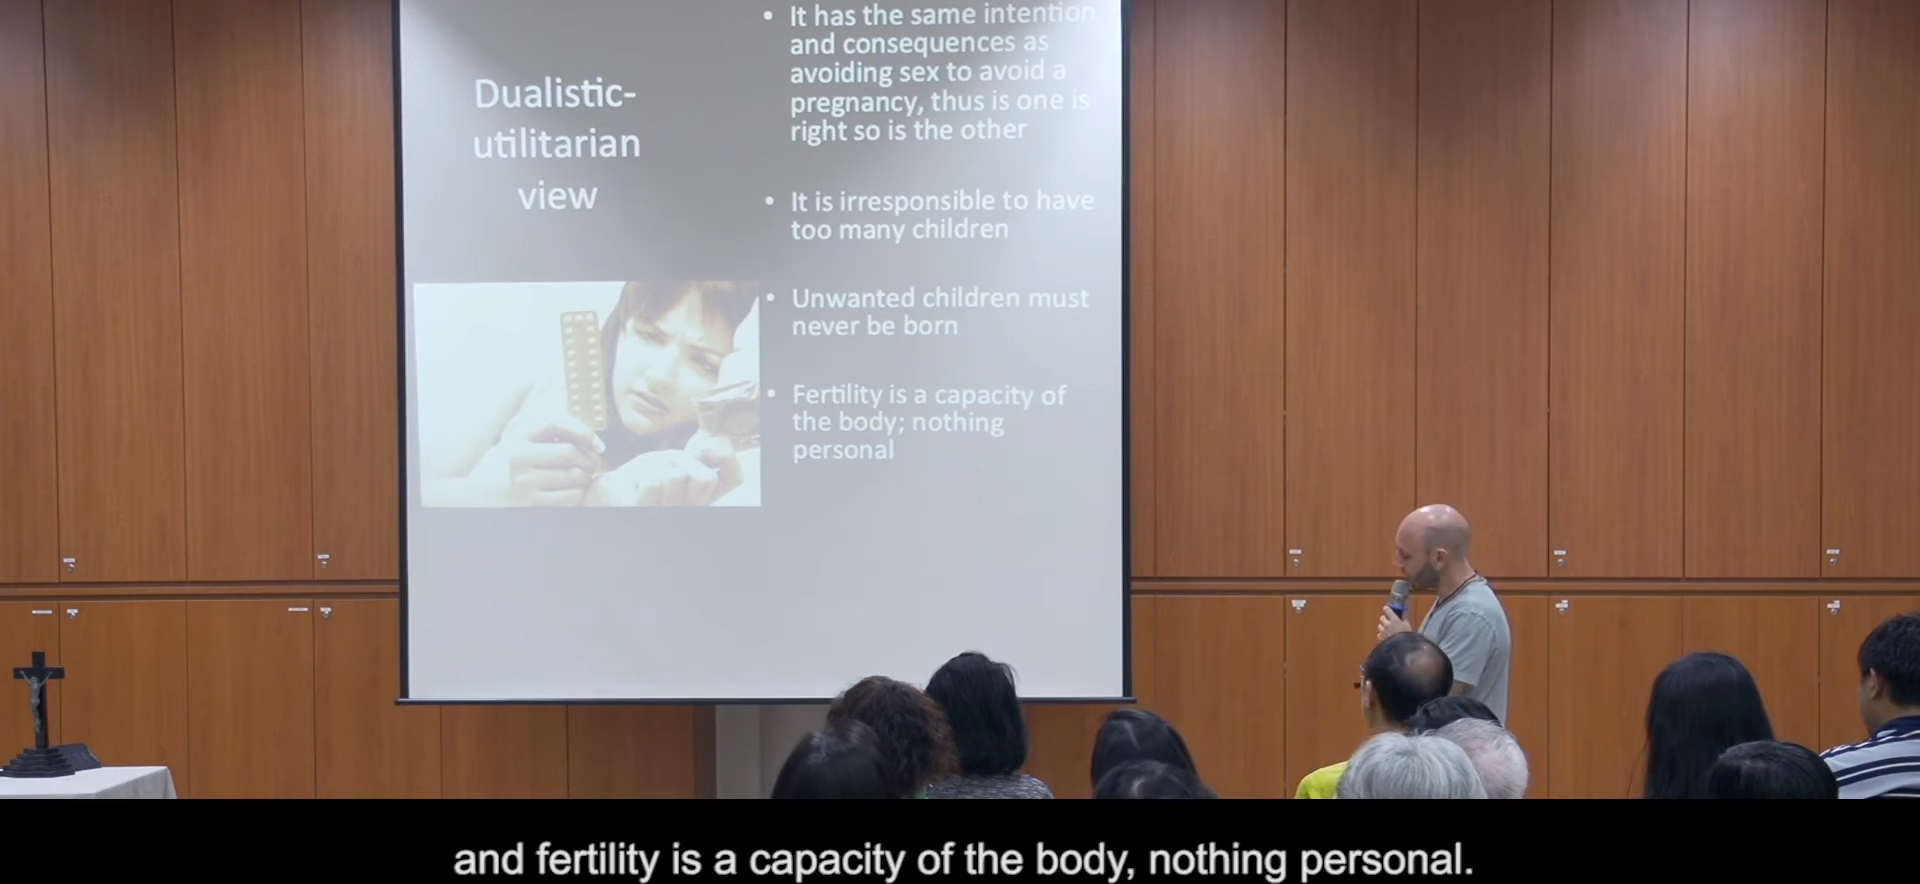 Dualistic-
utilitarian
view
• It has the same intention
and consequences as
avoiding sex to avoid a
pregnancy, thus is one is
right so is the other
• It is irresponsible to have
too many children
• Unwanted children must
never be born
• Fertility is a capacity of
the body; nothing
personal
and fertility is a capacity of the body, nothing personal.